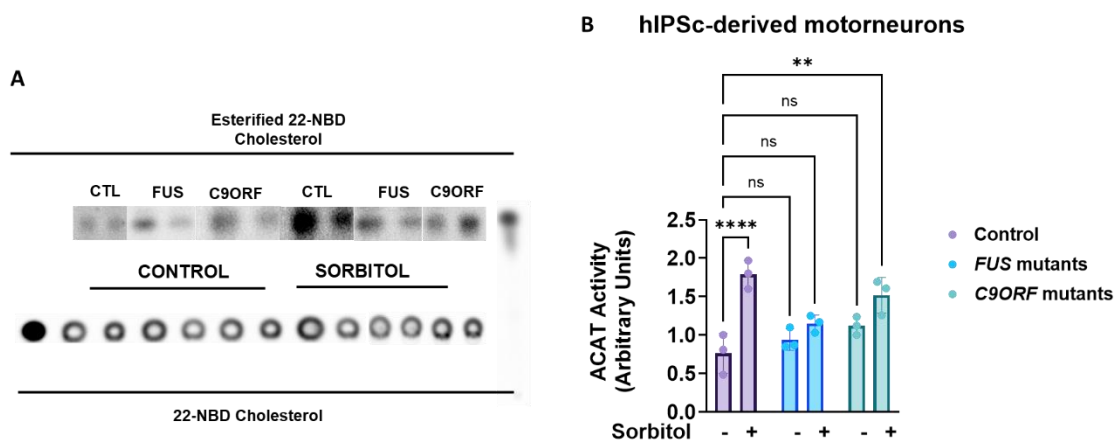 A
Esterified 22-NBD
Cholesterol
CTL FUS C9ORF CTL FUS C9ORF
CONTROL SORBITOL
22-NBD Cholesterol
B hIPSc-derived motorneurons
**
ns
ns
ns
****
ACAT Activity
(Arbitrary Units)
2.5
2.0
1.5
1.0
0.5
0.0
Sorbitol - + - + - +
Control
FUS mutants
C9ORF mutants